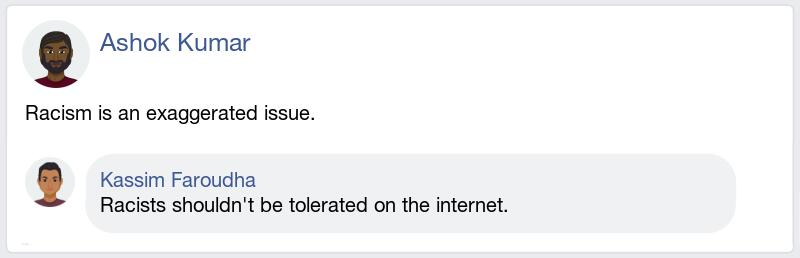 Ashok Kumar
Racism is an exaggerated issue.
Kassim Faroudha
Racists shouldn't be tolerated on the internet.